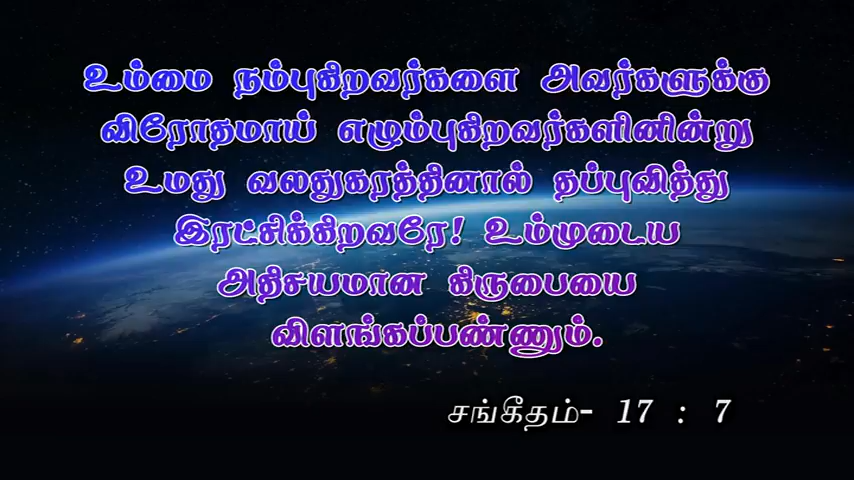 உம்மை நம்புகிறவர்களை அவர்களுக்கு
விரோதமாய் எழும்புகிறவர்களினின்று
உமது வலதுகரத்தினால் தப்புவித்து
இரட்சிக்கிறவரே! உம்முடைய
அதிசயமான கிருபையை
விளங்கப்பண்ணும்.
சங்கீதம்- 17 : 7